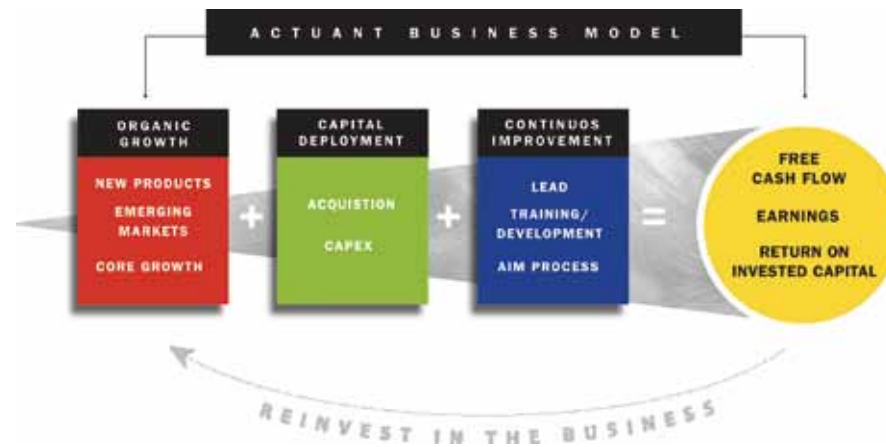 ACTUANT BUSINESS MODEL
ORGANIC
GROWTH
NEW PRODUCTS
EMERGING
MARKETS
CORE GROWTH
+
CAPITAL
DEPLOYMENT
ACQUISTION
CAPEX
+
CONTINUOS
IMPROVEMENT
LEAD
TRAINING/
DEVELOPMENT
AIM PROCESS
=
FREE
CASH FLOW
EARNINGS
RETURN ON
INVESTED CAPITAL
REINVEST IN THE BUSINESS